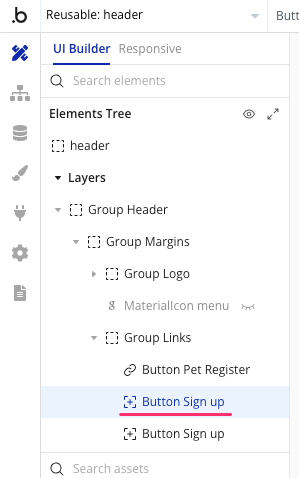 .b
Reusable: header
Butt
UI Builder
Responsive
Search elements
Elements Tree
header
Layers
Group Header
Group Margins
Group Logo
MaterialIcon menu
Group Links
Button Pet Register
Button Sign up
Button Sign up
Search assets